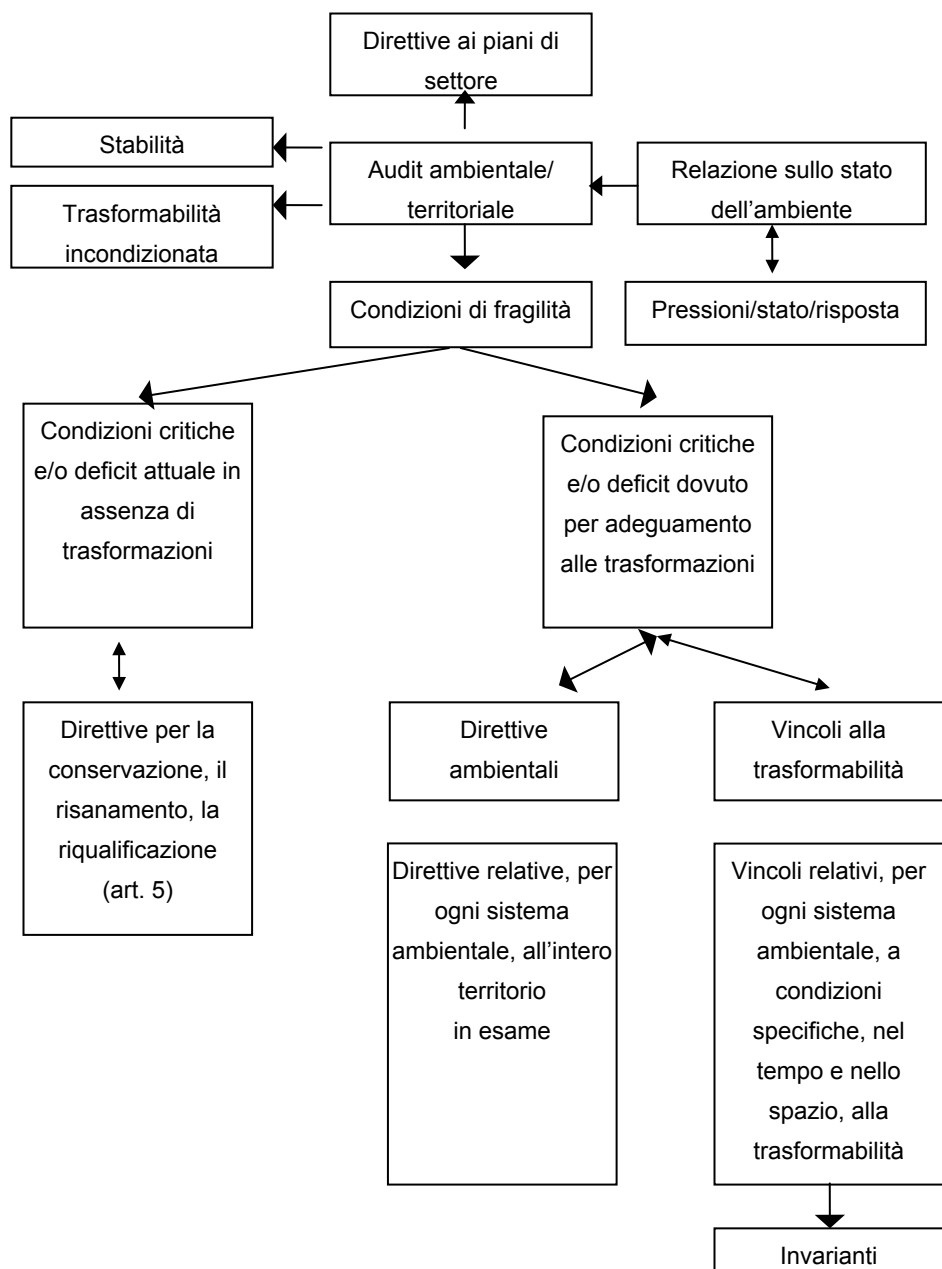 Direttive ai piani di
settore
Stabilità
Audit ambientale/
territoriale
Relazione sullo stato
dell’ambiente
Trasformabilità
incondizionata
Condizioni di fragilità
Pressioni/stato/risposta
Condizioni critiche
e/o deficit attuale in
assenza di
trasformazioni
Condizioni critiche
e/o deficit dovuto
per adeguamento
alle trasformazioni
Direttive per la
conservazione, il
risanamento, la
riqualificazione
(art. 5)
Direttive
ambientali
Vincoli alla
trasformabilità
Direttive relative, per
ogni sistema
ambientale, all’intero
territorio
in esame
Vincoli relativi, per
ogni sistema
ambientale, a
condizioni
specifiche, nel
tempo e nello
spazio, alla
trasformabilità
Invarianti